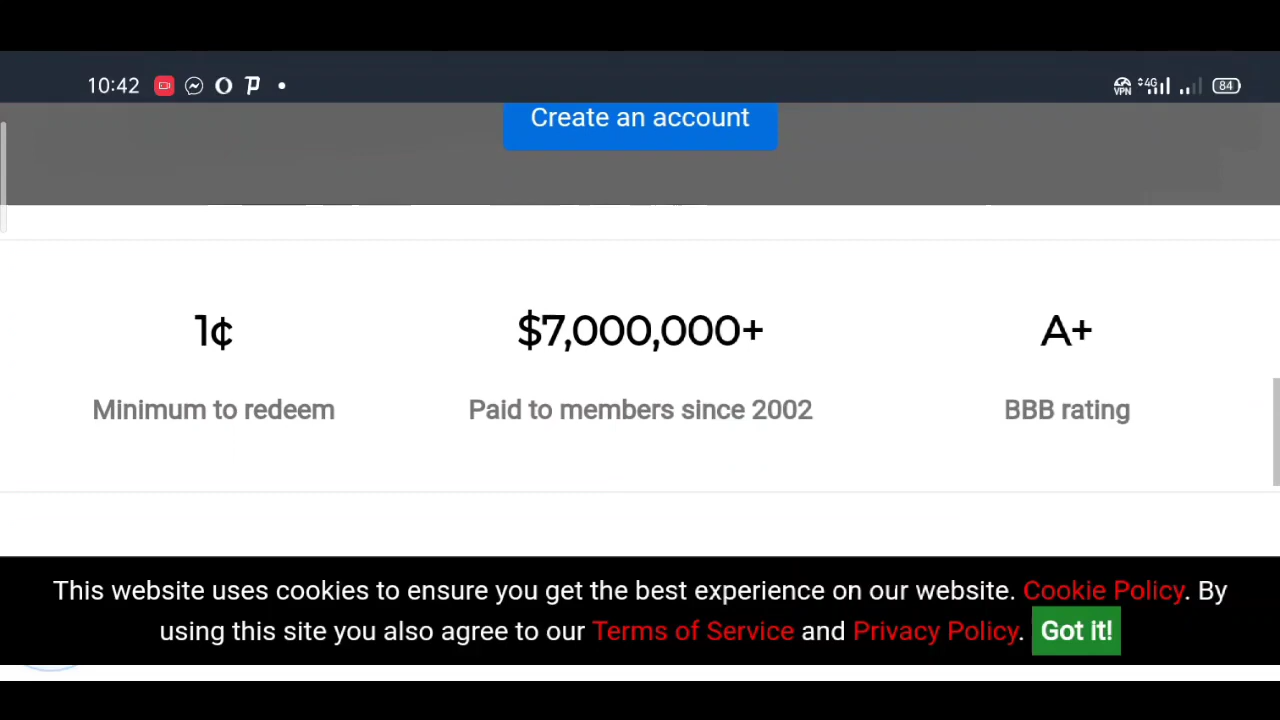 10:42 VPN 4G 84
Create an account
1¢ $7,000,000+ A+
Minimum to redeem Paid to members since 2002 BBB rating
This website uses cookies to ensure you get the best experience on our website. Cookie Policy. By
using this site you also agree to our Terms of Service and Privacy Policy. Got it!